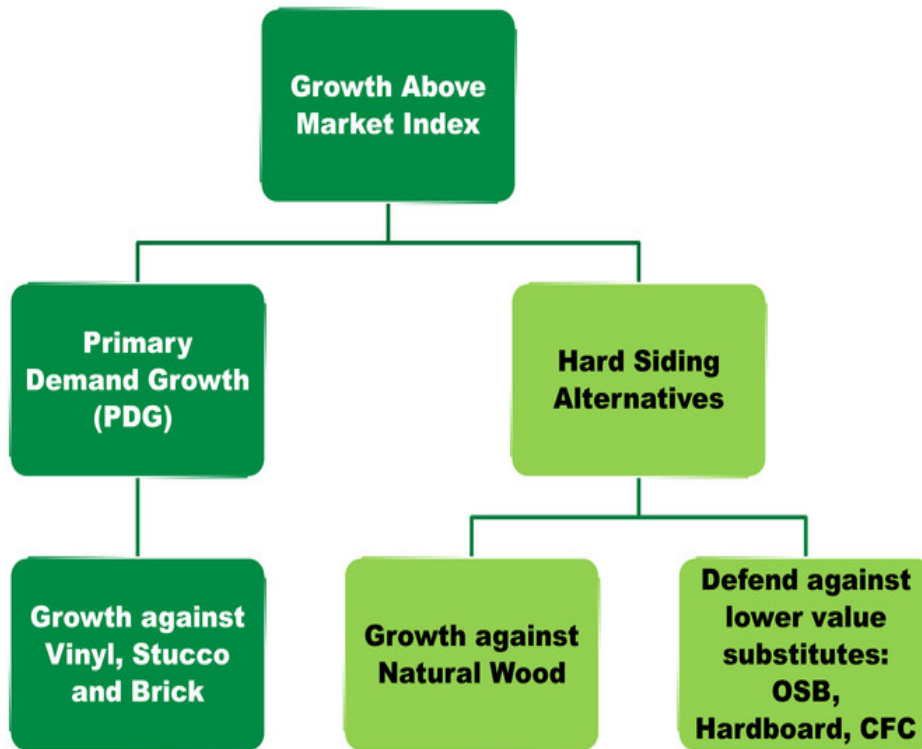 Growth Above
Market Index
Primary
Demand Growth
(PDG)
Hard Siding
Alternatives
Growth against
Vinyl, Stucco
and Brick
Growth against
Natural Wood
Defend against
lower value
substitutes:
OSB,
Hardboard, CFC